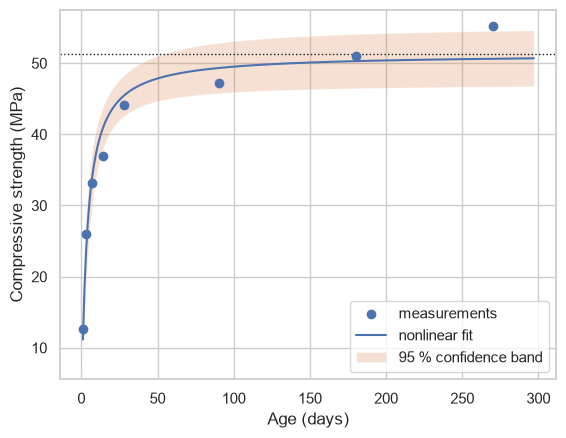 50
40
30
20
10
Compressive strength (MPa)
measurements
nonlinear fit
95 % confidence band
0
50
100
150
200
250
300
Age (days)